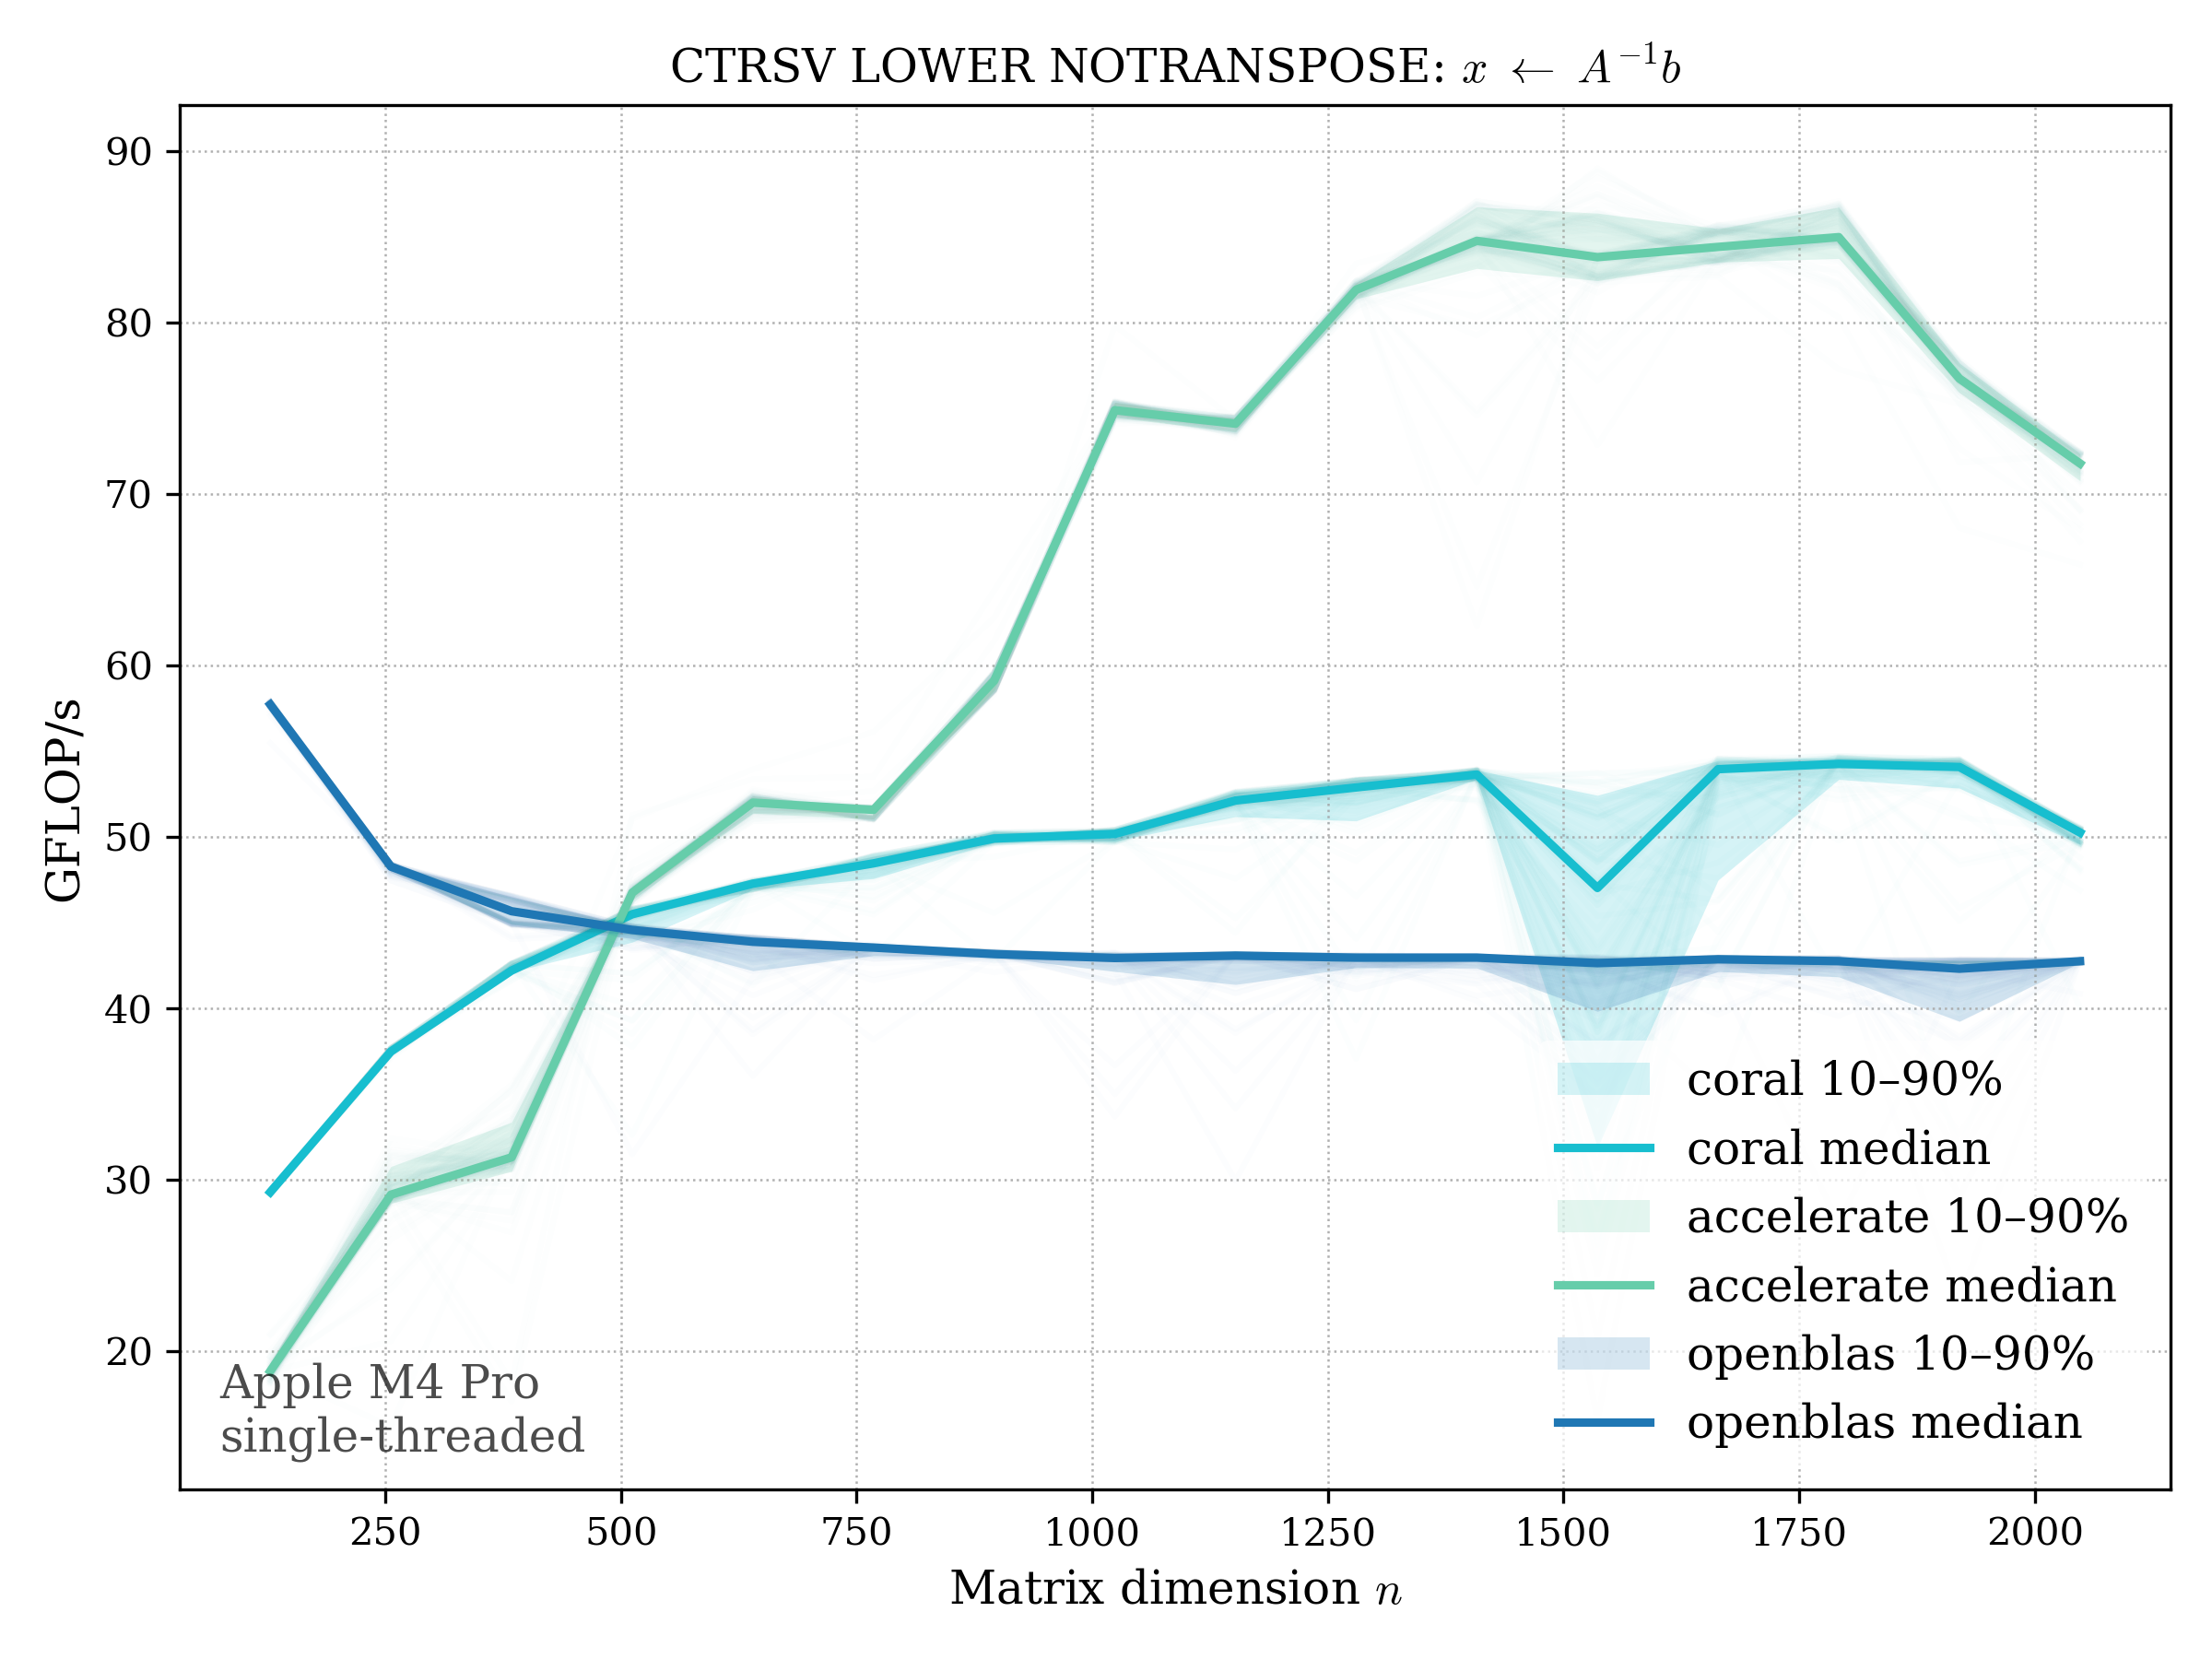 CTRSV LOWER NOTRANSPOSE: x ← A⁻¹b
90
80
70
60
50
40
30
20
GFLOP/s
coral 10–90%
coral median
accelerate 10–90%
accelerate median
openblas 10–90%
openblas median
Apple M4 Pro
single-threaded
250 500 750 1000 1250 1500 1750 2000
Matrix dimension n